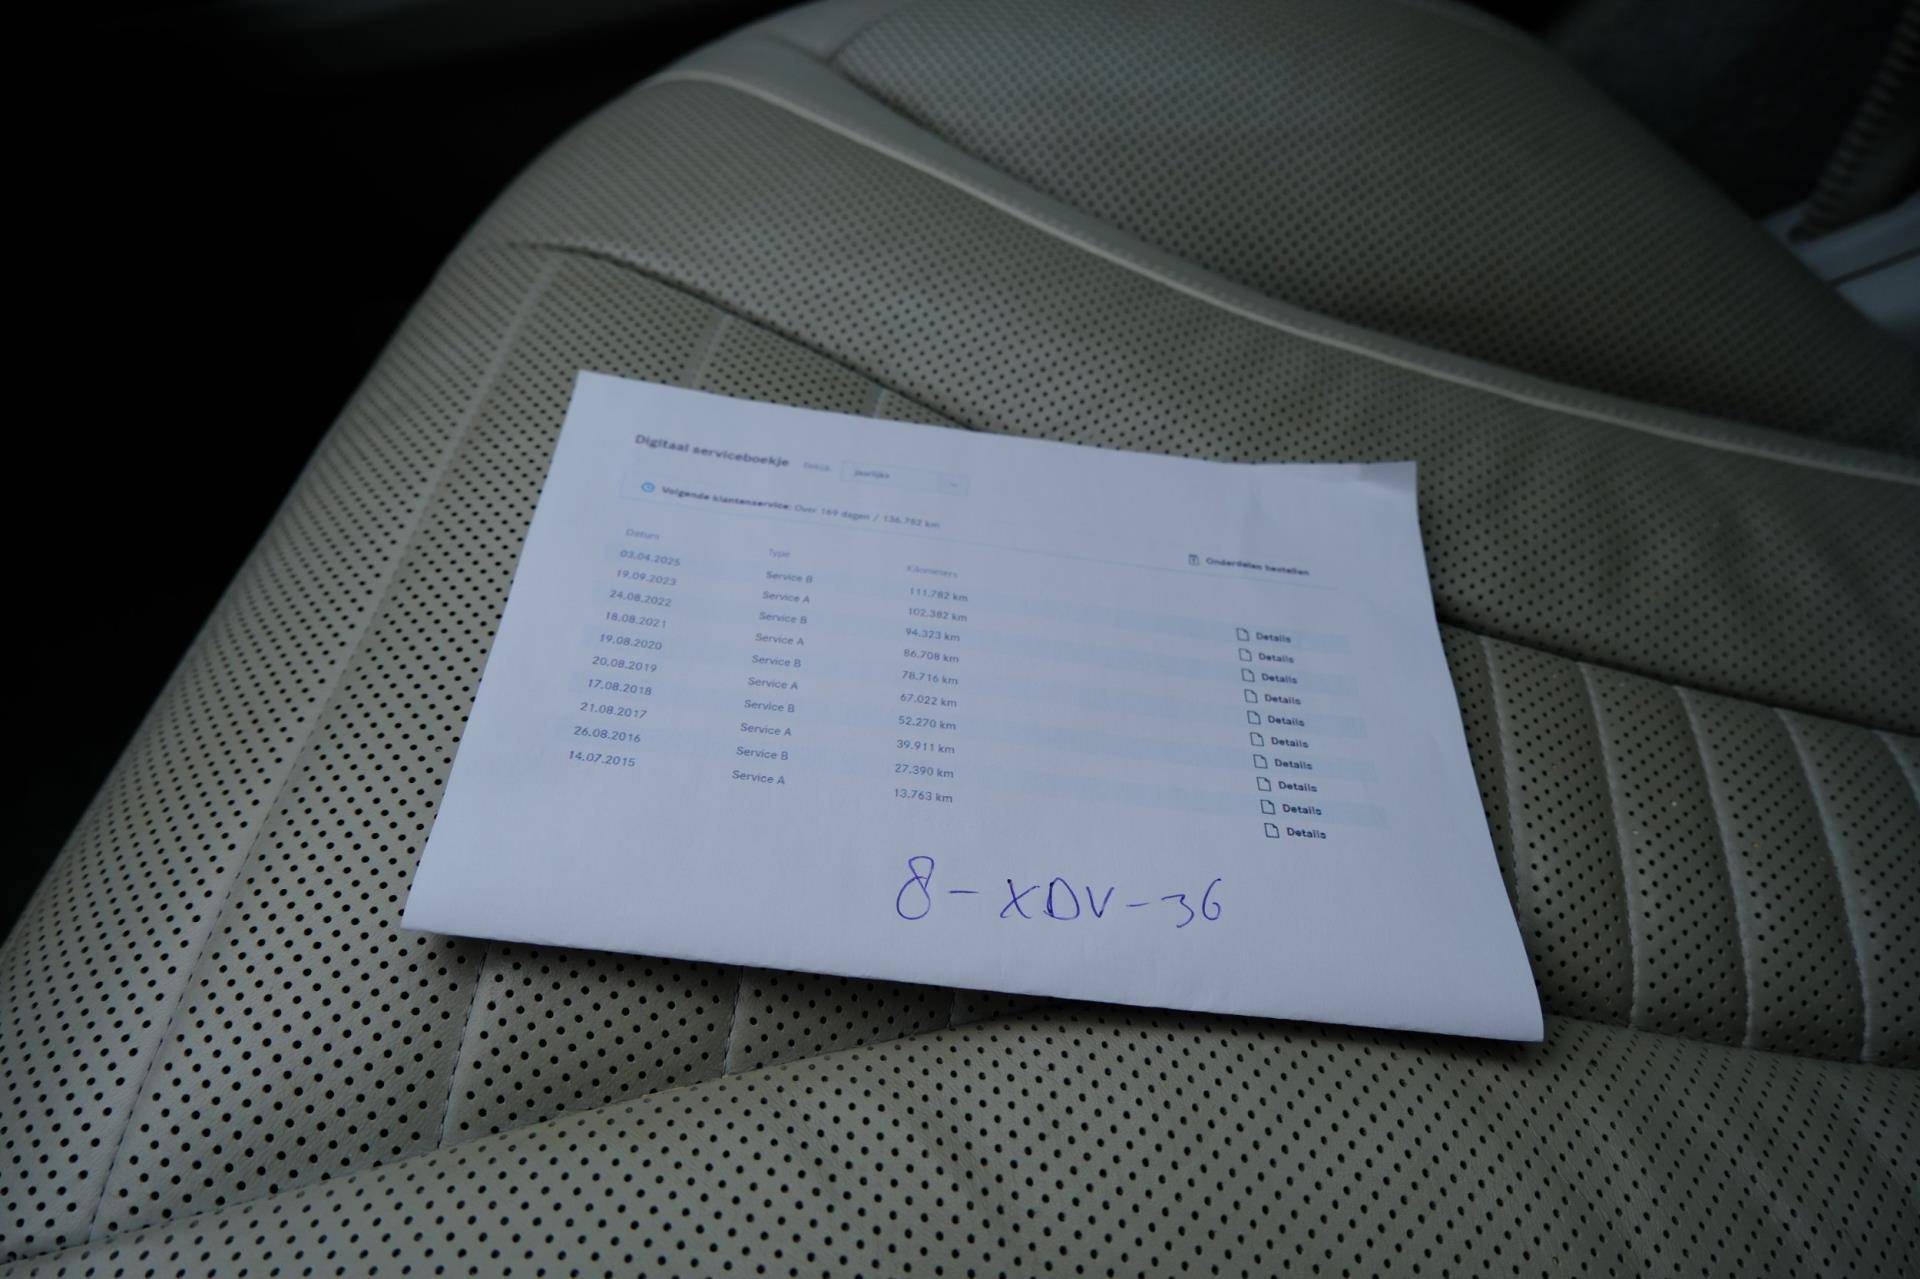 Digitaal serviceboekje Bekijk: jaarlijks
Volgende klantenservice: Over 169 dagen / 136.782 km
Onderdelen bestellen
Datum Type Kilometers
03.04.2025 Service B 111.782 km Details
19.09.2023 Service A 102.382 km Details
24.08.2022 Service B 94.323 km Details
18.08.2021 Service A 86.708 km Details
19.08.2020 Service B 78.716 km Details
20.08.2019 Service A 67.022 km Details
17.08.2018 Service B 52.270 km Details
21.08.2017 Service A 39.911 km Details
26.08.2016 Service B 27.390 km Details
14.07.2015 Service A 13.763 km Details
8-XDV-36